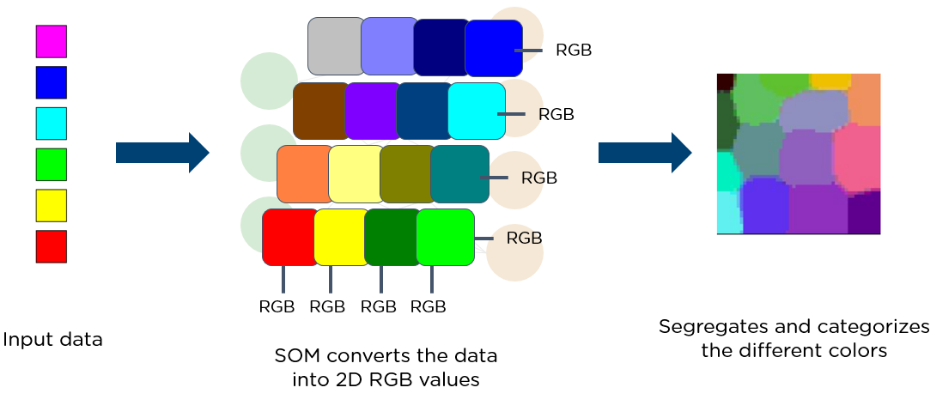 RGB
RGB
RGB
RGB
RGB RGB RGB RGB
Input data
SOM converts the data
into 2D RGB values
Segregates and categorizes
the different colors